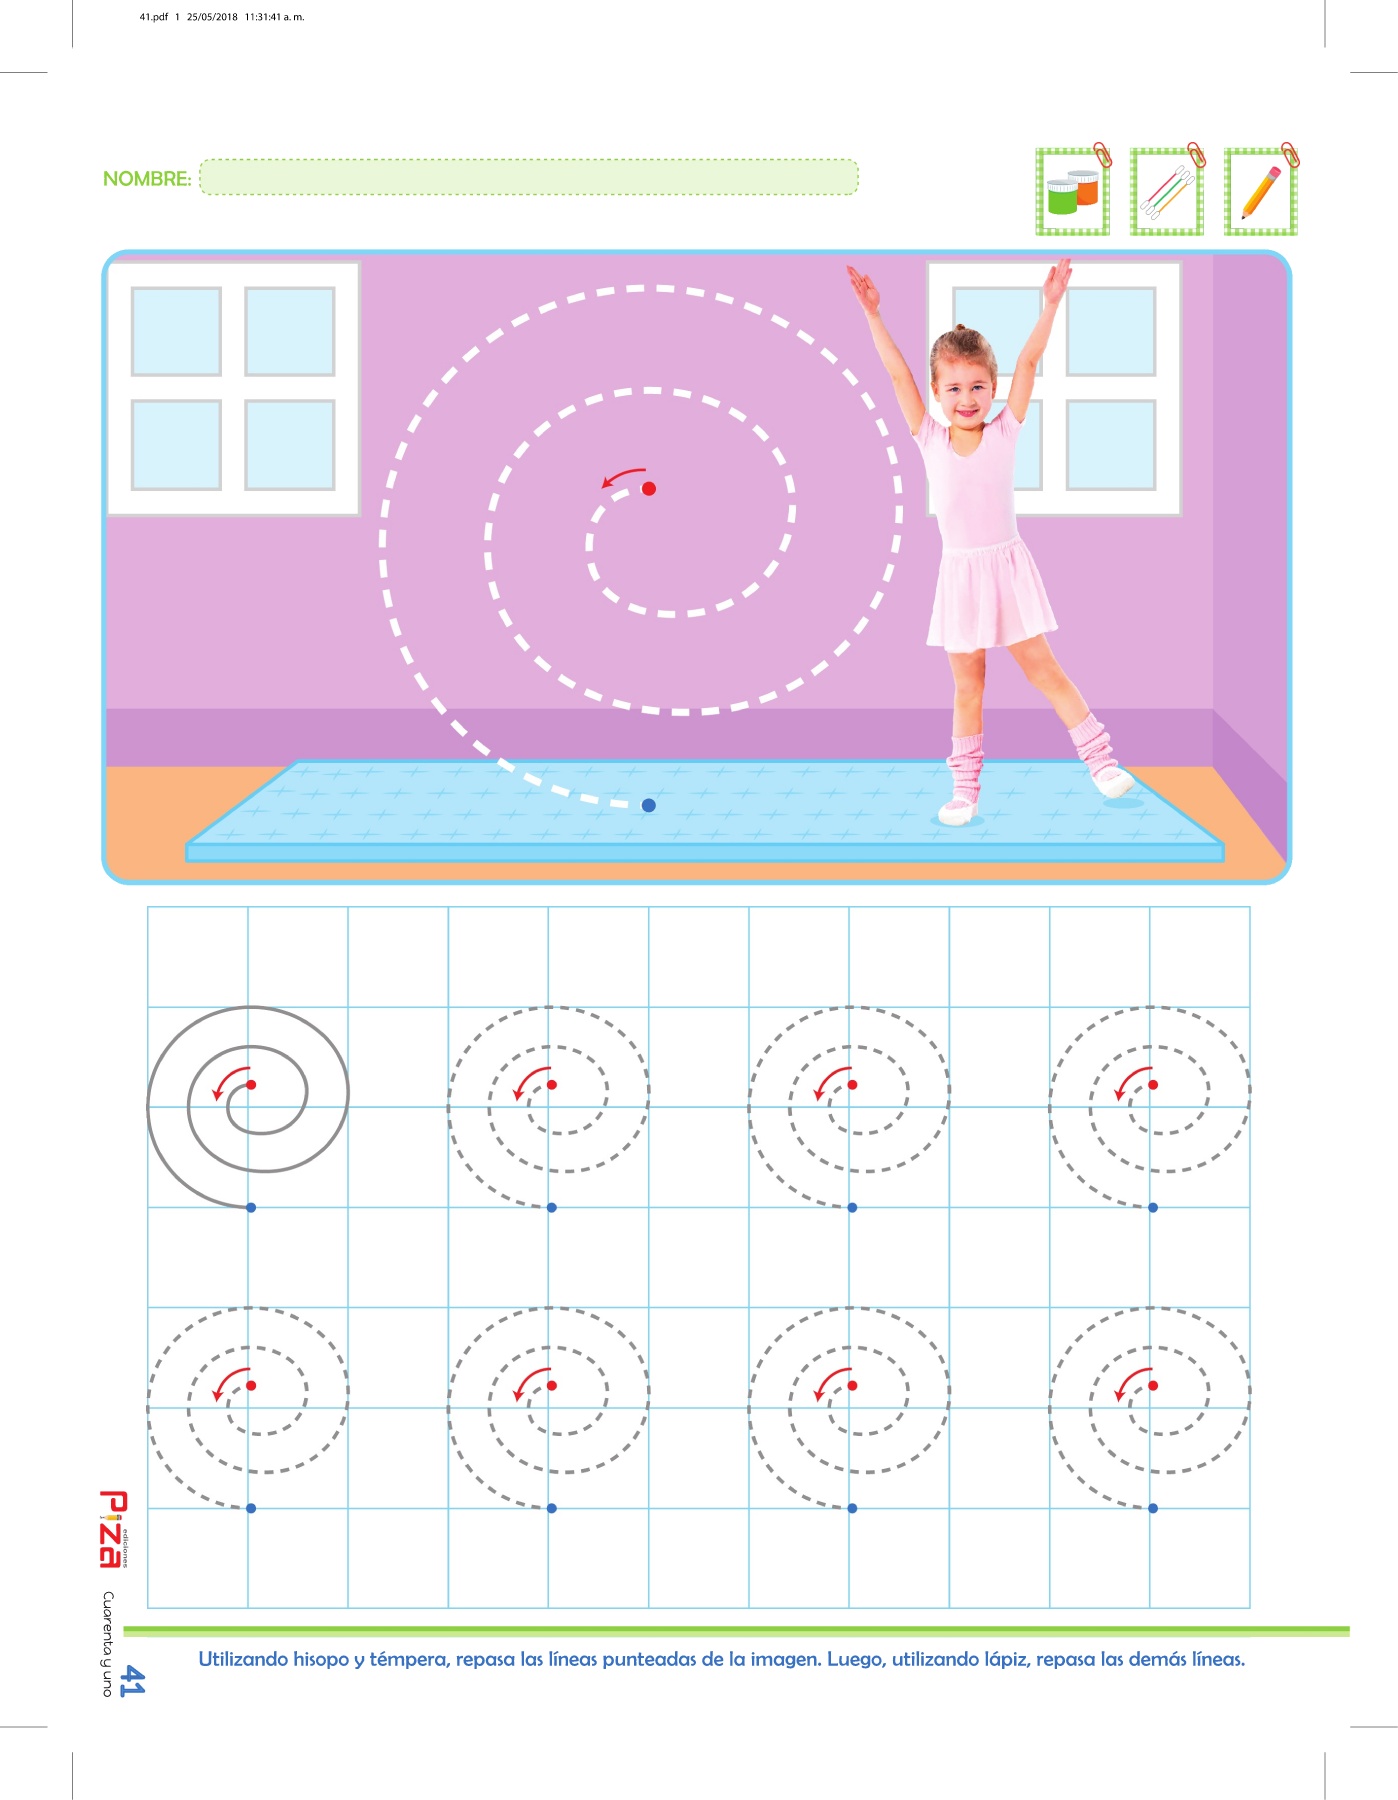 41.pdf 1 25/05/2018 11:31:41 a. m.
NOMBRE:
Piza
ediciones
Cuarenta y uno
41
Utilizando hisopo y témpera, repasa las líneas punteadas de la imagen. Luego, utilizando lápiz, repasa las demás líneas.